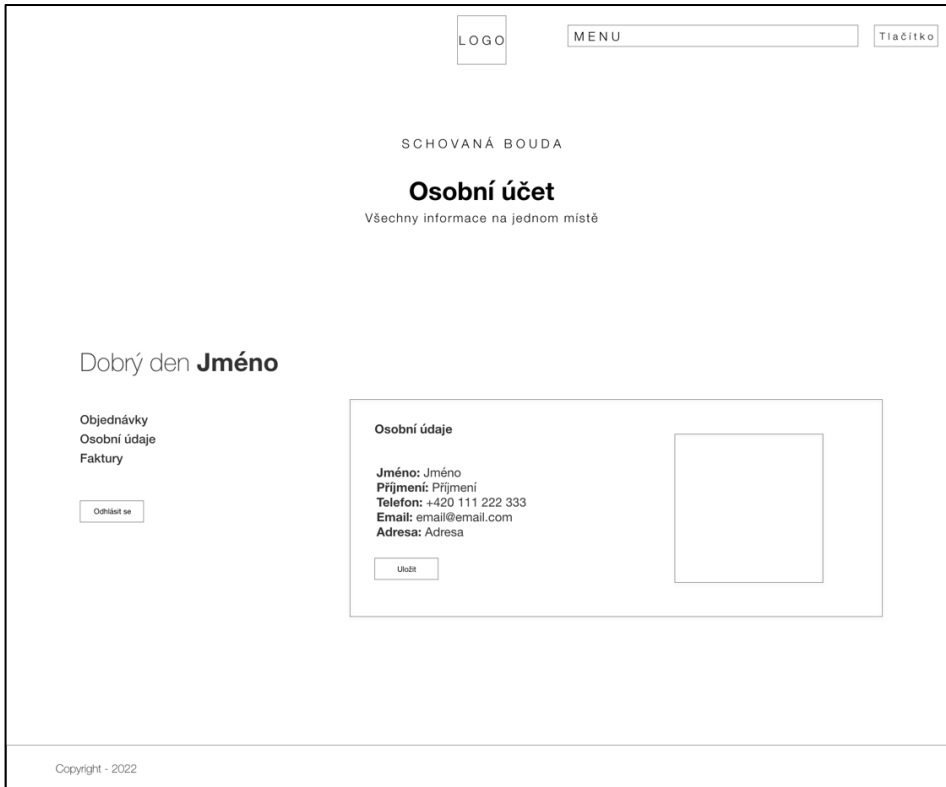 LOGO
MENU
Tlačítko
SCHOVANÁ BOUDA
Osobní účet
Všechny informace na jednom místě
Dobrý den Jméno
Objednávky
Osobní údaje
Faktury
Odhlásit se
Osobní údaje
Jméno: Jméno
Příjmení: Příjmení
Telefon: +420 111 222 333
Email: email@email.com
Adresa: Adresa
Uložit
Copyright - 2022